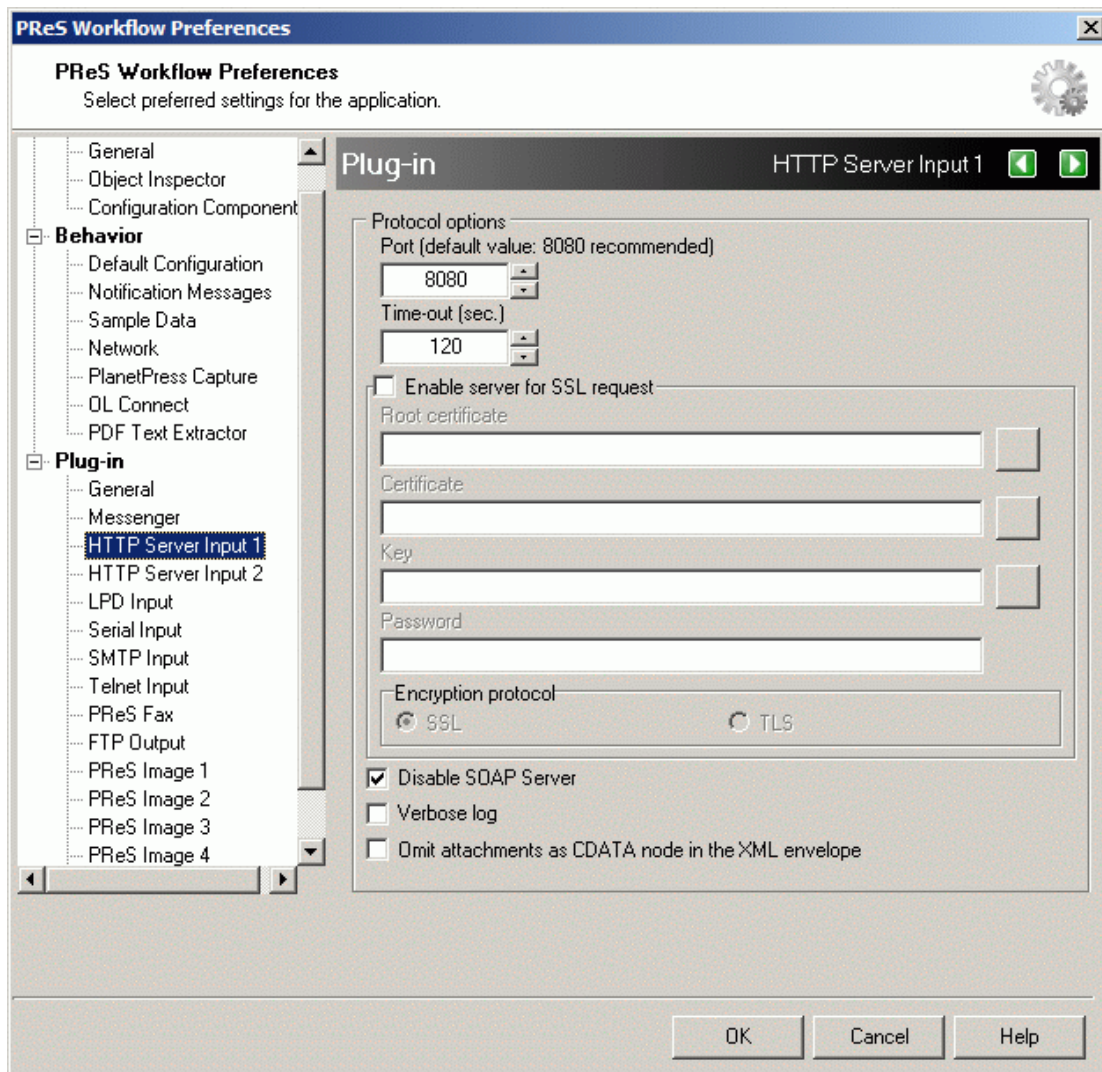 PReS Workflow Preferences
PReS Workflow Preferences
Select preferred settings for the application.
General
Object Inspector
Configuration Component
Behavior
Default Configuration
Notification Messages
Sample Data
Network
PlanetPress Capture
OL Connect
PDF Text Extractor
Plug-in
General
Messenger
HTTP Server Input 1
HTTP Server Input 2
LPD Input
Serial Input
SMTP Input
Telnet Input
PReS Fax
FTP Output
PReS Image 1
PReS Image 2
PReS Image 3
PReS Image 4
Plug-in HTTP Server Input 1
Protocol options
Port (default value: 8080 recommended)
8080
Time-out (sec.)
120
Enable server for SSL request
Root certificate
Certificate
Key
Password
Encryption protocol
SSL TLS
Disable SOAP Server
Verbose log
Omit attachments as CDATA node in the XML envelope
OK Cancel Help